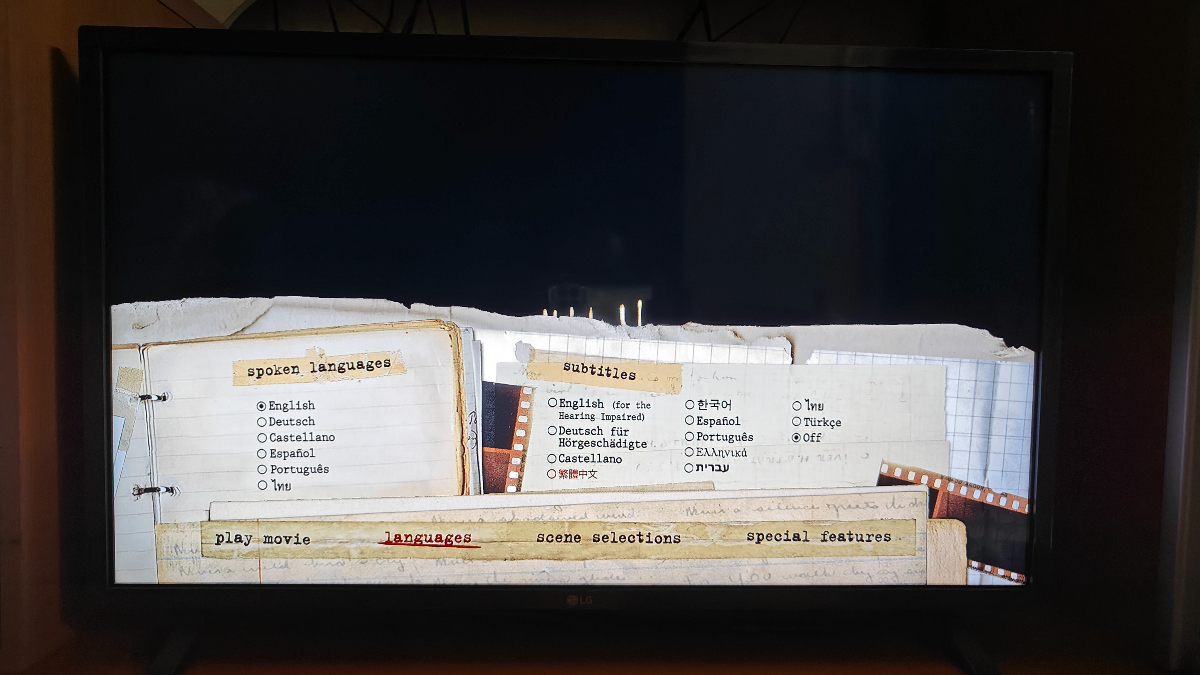 spoken languages
English
Deutsch
Castellano
Español
Português
ไทย
subtitles
English (for the
Hearing Impaired)
Deutsch für
Hörgeschädigte
Castellano
繁體中文
한국어
Español
Português
Ελληνικά
עברית
ไทย
Türkçe
Off
play movie
languages
scene selections
special features
LG